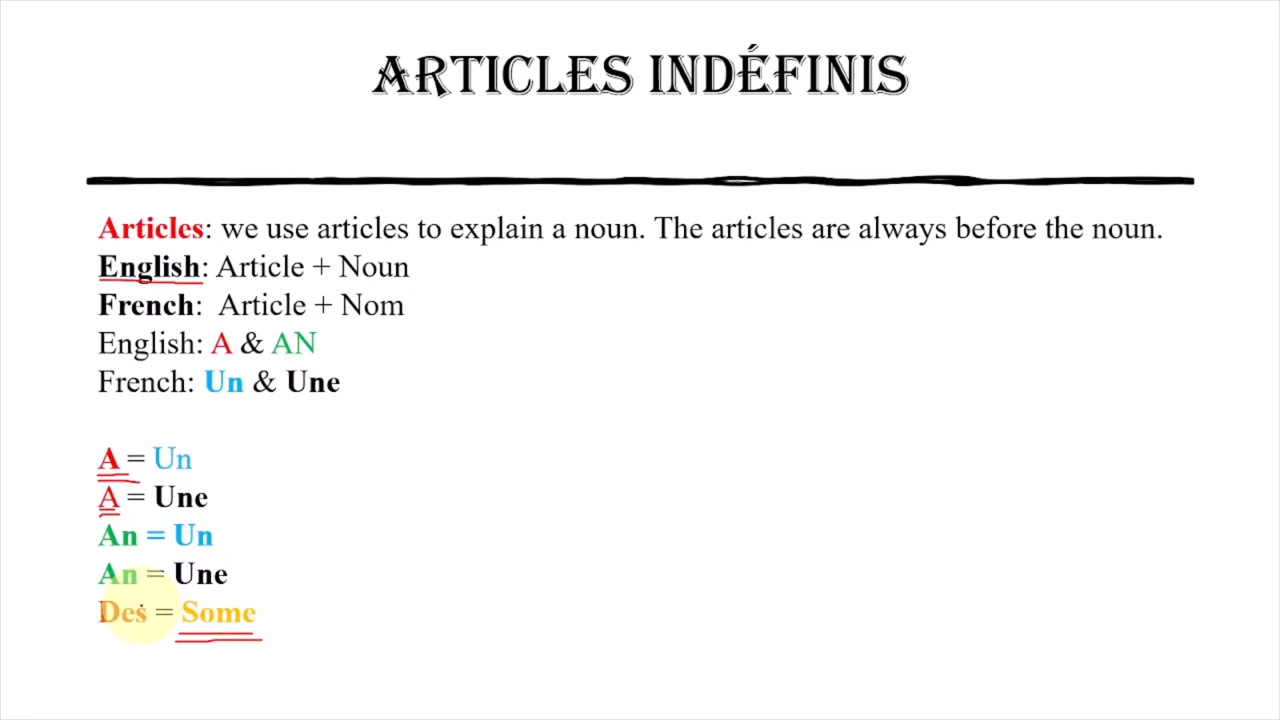 ARTICLES INDÉFINIS
Articles: we use articles to explain a noun. The articles are always before the noun.
English: Article + Noun
French: Article + Nom
English: A & AN
French: Un & Une
A = Un
A = Une
An = Un
An = Une
Des = Some